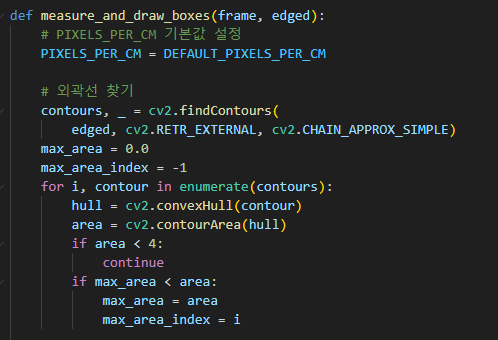 def measure_and_draw_boxes(frame, edged):
    # PIXELS_PER_CM 기본값 설정
    PIXELS_PER_CM = DEFAULT_PIXELS_PER_CM

    # 외곽선 찾기
    contours, _ = cv2.findContours(
        edged, cv2.RETR_EXTERNAL, cv2.CHAIN_APPROX_SIMPLE)
    max_area = 0.0
    max_area_index = -1
    for i, contour in enumerate(contours):
        hull = cv2.convexHull(contour)
        area = cv2.contourArea(hull)
        if area < 4:
            continue
        if max_area < area:
            max_area = area
            max_area_index = i